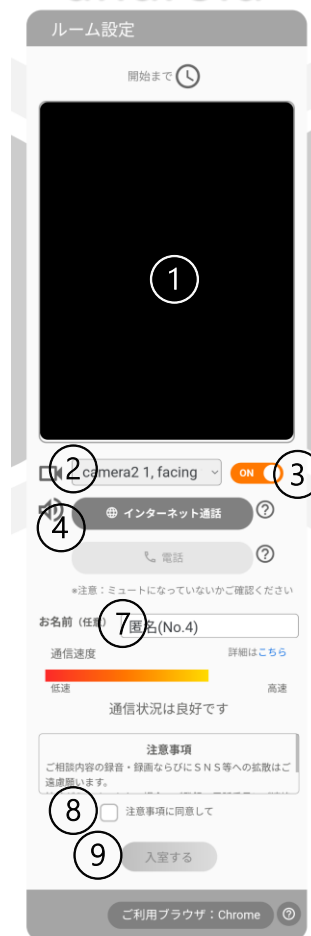 ルーム設定
開始まで
①
② camera2 1, facing ON ③
④ インターネット通話 ?
電話 ?
*注意：ミュートになっていないかご確認ください
お名前（任意） ⑦ 匿名(No.4)
通信速度 詳細はこちら
低速 高速
通信状況は良好です
注意事項
ご相談内容の録音・録画ならびにＳＮＳ等への拡散はご
遠慮願います。
⑧ 注意事項に同意して
⑨ 入室する
ご利用ブラウザ：Chrome ?